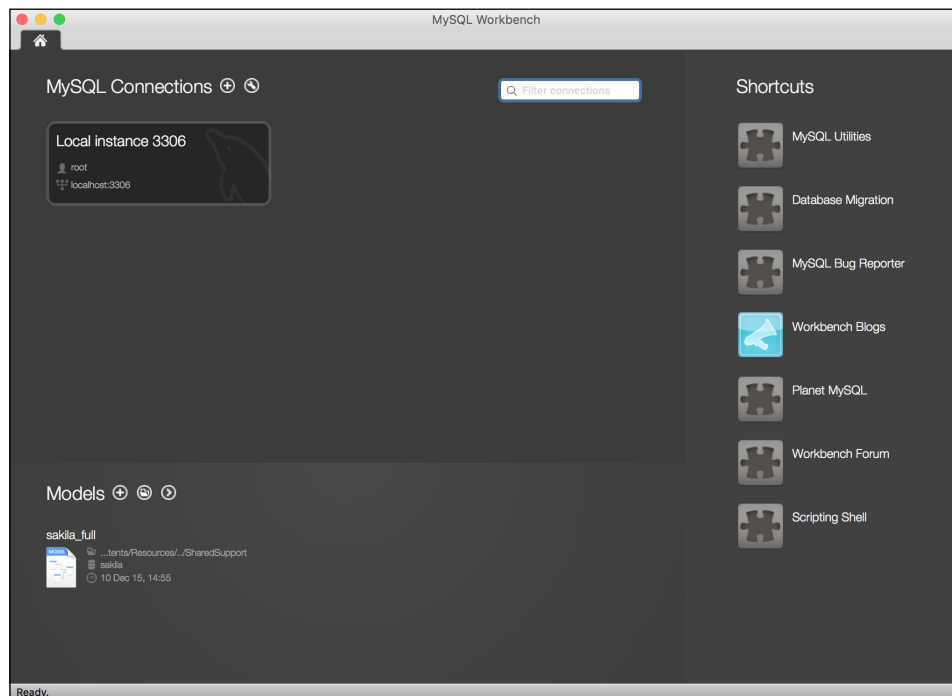 MySQL Workbench
MySQL Connections
Filter connections
Local instance 3306
root
localhost:3306
Shortcuts
MySQL Utilities
Database Migration
MySQL Bug Reporter
Workbench Blogs
Planet MySQL
Workbench Forum
Scripting Shell
Models
sakila_full
MODEL
...tents/Resources/../SharedSupport
sakila
10 Dec 15, 14:55
Ready.